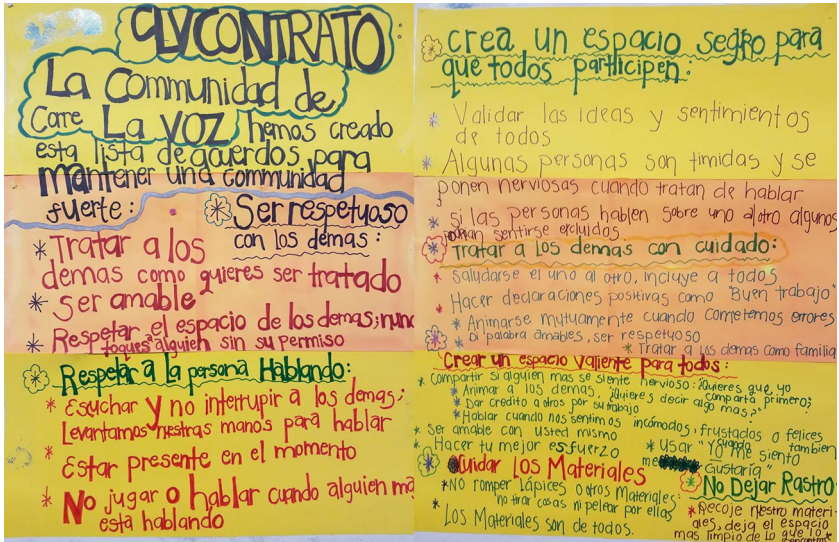 CLV CONTRATO:
La Communidad de
Care La VOZ hemos creado
esta lista de acuerdos para
mantener una communidad
fuerte:
Ser respetuoso
con los demas:
* Tratar a los
demas como quieres ser tratado
* Ser amable
* Respetar el espacio de los demas; nunca
toques alguien sin su permiso
Respetar a la persona Hablando:
* Esuchar y no interrupir a los demas;
Levantamos nestras manos para hablar
* Estar presente en el momento
* No jugar o hablar cuando alguien ma
esta hablando
crea un espacio segro para
que todos participen:
* Validar las ideas y sentimientos
de todos
* Algunas personas son timidas y se
ponen nerviosas cuando tratan de hablar
* si las personas hablen sobre uno al otro algunos
sentirse excluidos
Tratar a los demas con cuidado:
* saludarse el uno al otro, incluye a todos
* Hacer declaraciones positivas como "Buen trabajo"
* Animarse mutuamente cuando cometemos errores
* Di palabra amables, ser respetuoso
* Tratar a los demas como familia
Crear un espacio valiente para todos:
* Compartir si alguien mas se siente nervioso: ¿Quieres que yo
comparta primero?
* Animar a los demas, ¿Quieres decir algo mas?"
* Dar credito a otros por su trabajo
* Hablar cuando nos sentimos incómodos, frustados o felices
* Ser amable con usted mismo
tambien
* Hacer tu mejor esfuerzo
* Usar "Yo me siento
cuando
me Gustaria"
Cuidar Los Materiales
* No romper Lápices o otros Materiales:
no tirar cosas ni pelear por ellas
* Los Materiales son de todos.
No Dejar Rastro
* Recoje nuestro materi-
ales, deja el espacio
mas limpio de lo que lo